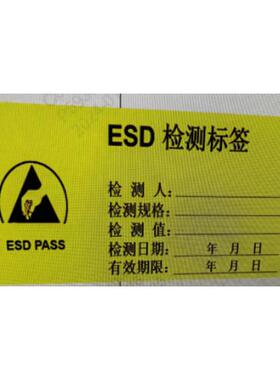 ESD 检测标签
检 测 人：
检测规格：
检 测 值：
检测日期： 年 月 日
有效期限： 年 月 日
ESD PASS